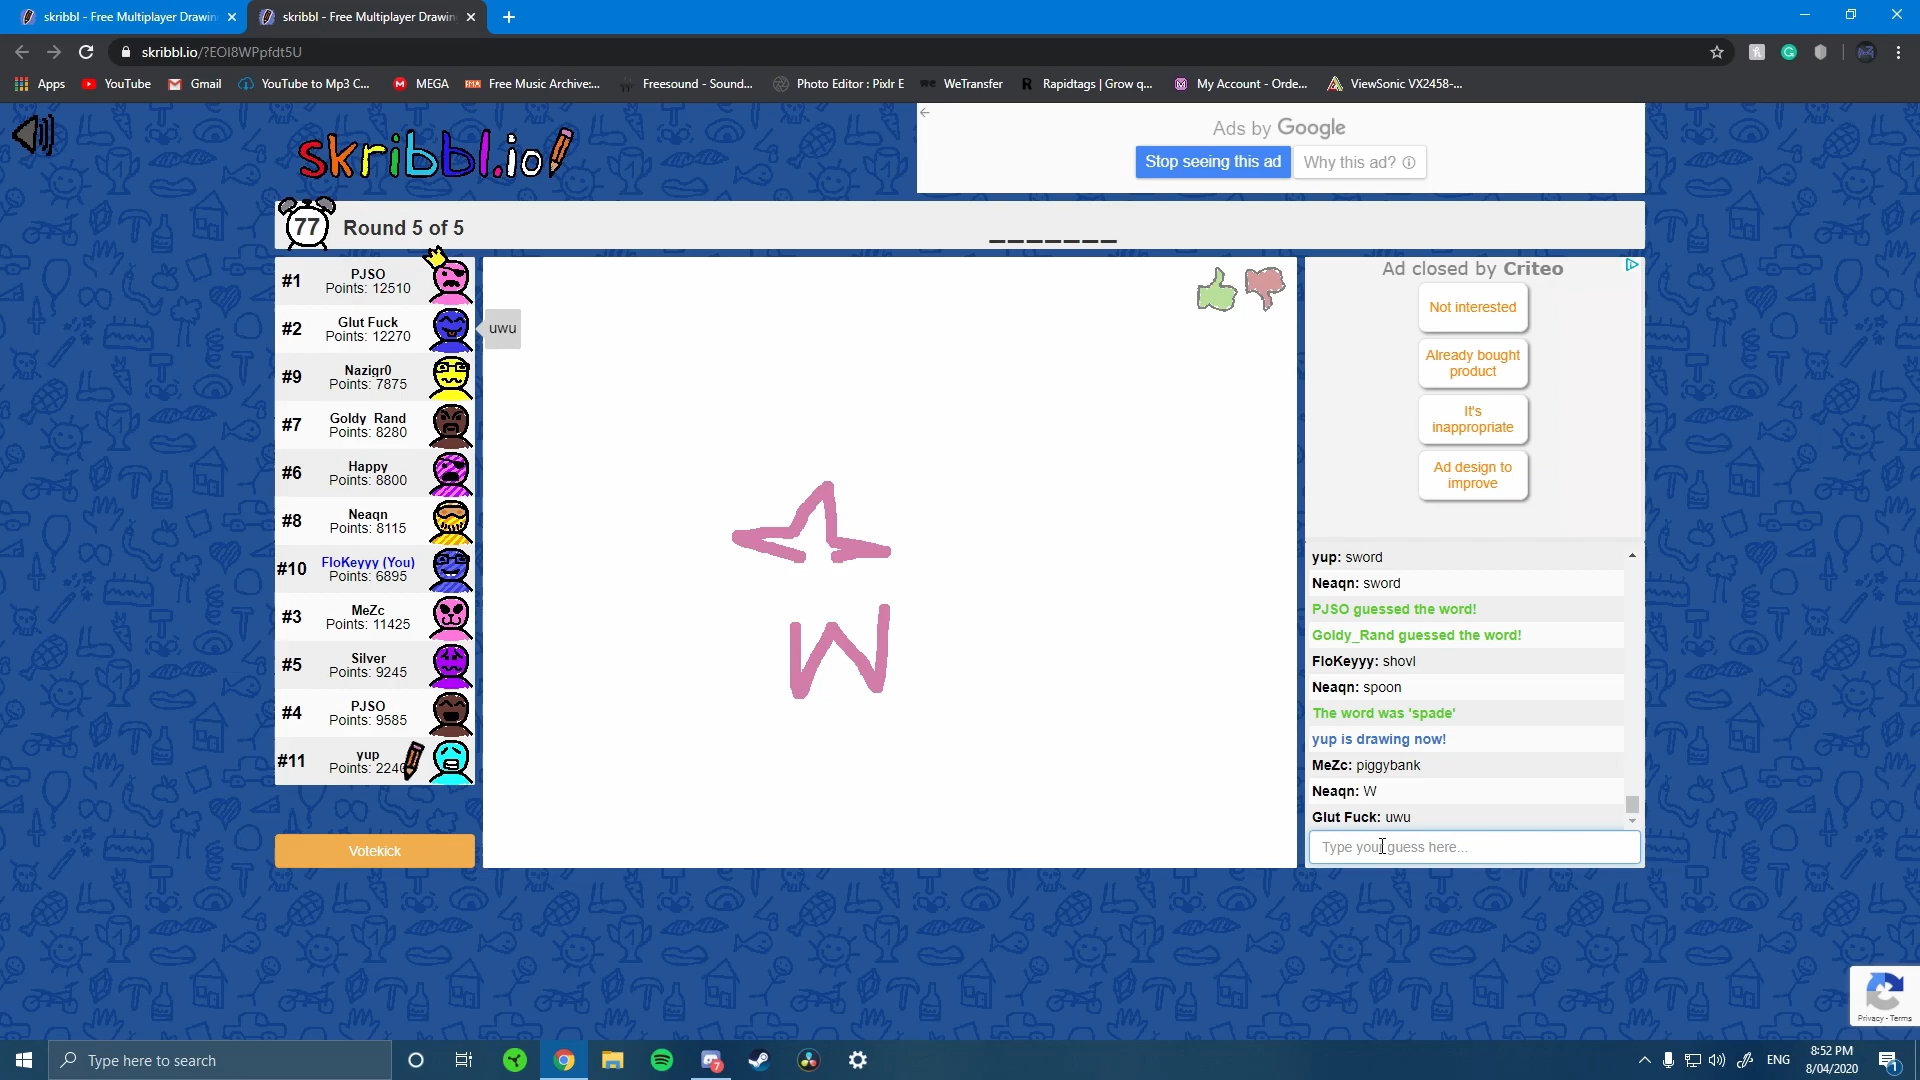 skribbl - Free Multiplayer Drawin
skribbl - Free Multiplayer Drawin
skribbl.io/?EOI8WPpfdt5U
Apps
YouTube
Gmail
YouTube to Mp3 C...
MEGA
Free Music Archive:...
Freesound - Sound...
Photo Editor : Pixlr E
WeTransfer
Rapidtags | Grow q...
My Account - Orde...
ViewSonic VX2458-...
skribbl.io
Ads by Google
Stop seeing this ad
Why this ad?
77
Round 5 of 5
_______
#1
PJSO
Points: 12510
#2
Glut Fuck
Points: 12270
uwu
#9
Nazigr0
Points: 7875
#7
Goldy_Rand
Points: 8280
#6
Happy
Points: 8800
#8
Neaqn
Points: 8115
#10
FloKeyyy (You)
Points: 6895
#3
MeZc
Points: 11425
#5
Silver
Points: 9245
#4
PJSO
Points: 9585
#11
yup
Points: 2240
Votekick
W
Ad closed by Criteo
Not interested
Already bought
product
It's
inappropriate
Ad design to
improve
yup: sword
Neaqn: sword
PJSO guessed the word!
Goldy_Rand guessed the word!
FloKeyyy: shovl
Neaqn: spoon
The word was 'spade'
yup is drawing now!
MeZc: piggybank
Neaqn: W
Glut Fuck: uwu
Type your guess here...
Privacy - Terms
Type here to search
7
ENG
8:52 PM
8/04/2020
1